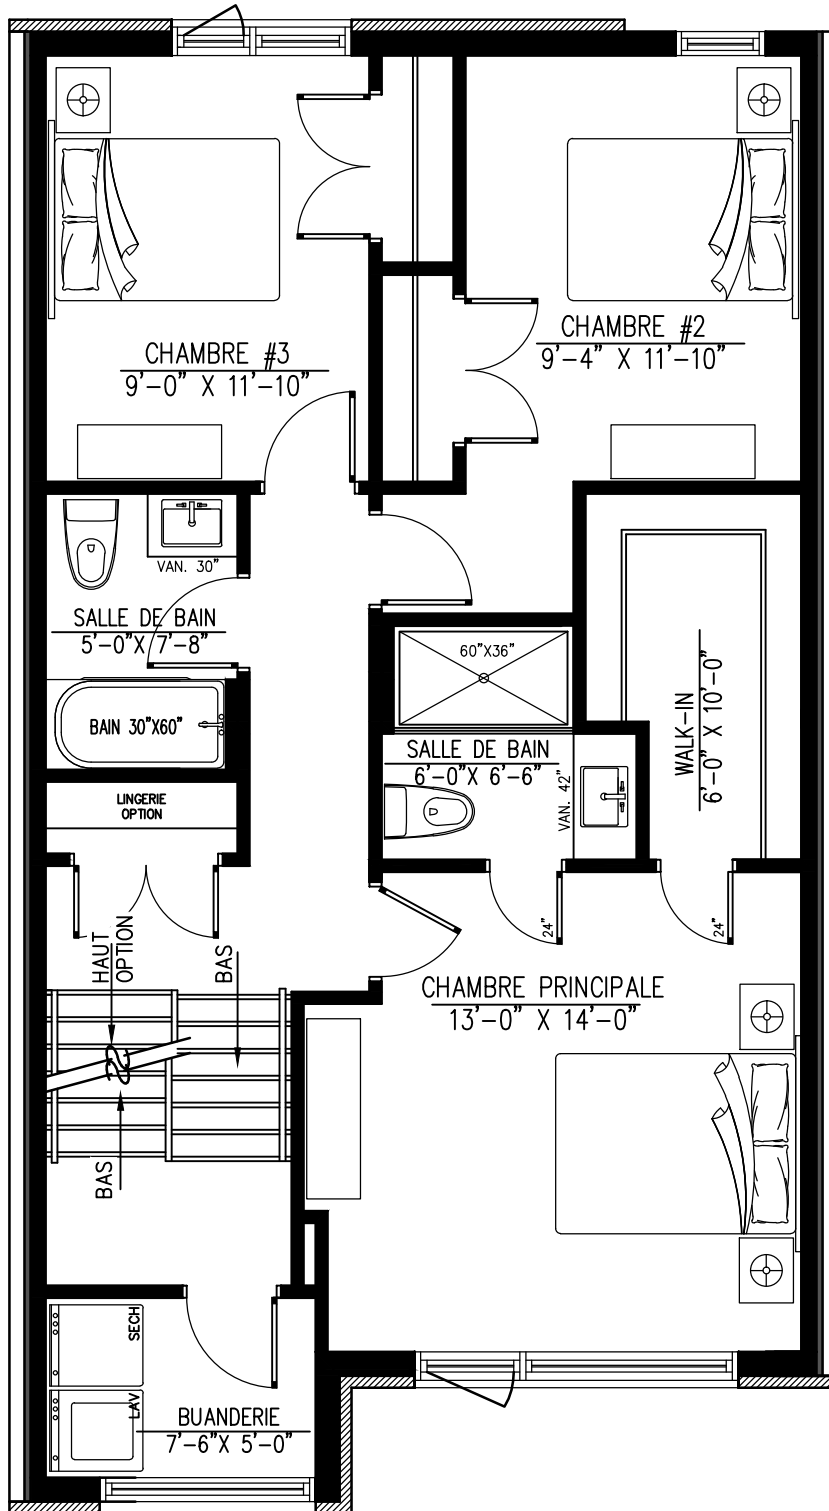 CHAMBRE #3
9'-0" X 11'-10"
CHAMBRE #2
9'-4" X 11'-10"
VAN. 30"
SALLE DE BAIN
5'-0"X 7'-8"
60"X36"
BAIN 30"X60"
WALK-IN
6'-0" X 10'-0"
SALLE DE BAIN
6'-0"X 6'-6"
VAN. 42"
LINGERIE
OPTION
24"
24"
HAUT
OPTION
BAS
CHAMBRE PRINCIPALE
13'-0" X 14'-0"
BAS
SECH
LAV
BUANDERIE
7'-6"X 5'-0"